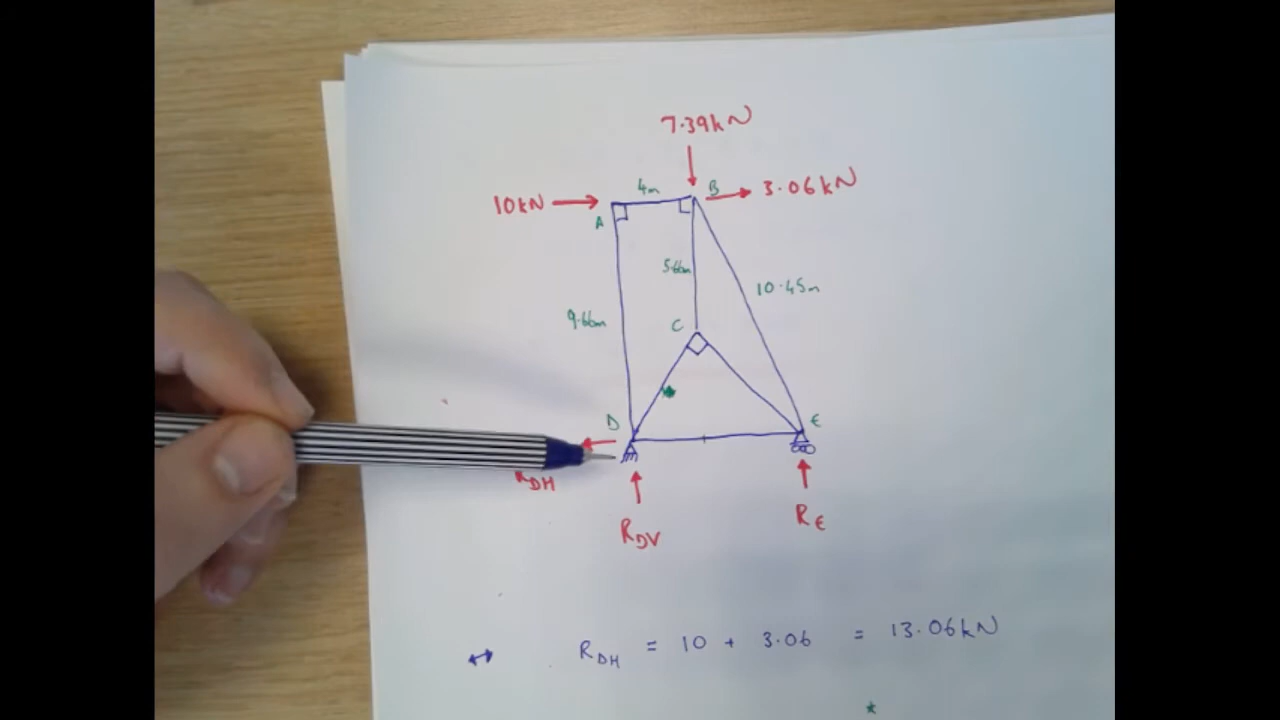 7.39kN
4m
B
3.06kN
10kN
A
5.66m
10.45m
9.66m
C
D
E
RDH
RDV
RE
RDH = 10 + 3.06 = 13.06kN